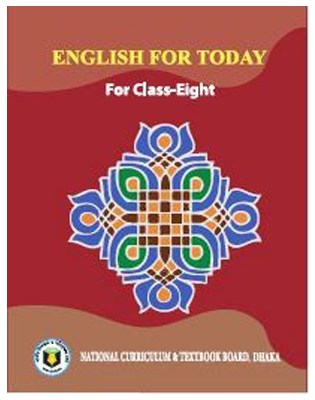 ENGLISH FOR TODAY
For Class-Eight
NATIONAL CURRICULUM & TEXTBOOK BOARD, DHAKA